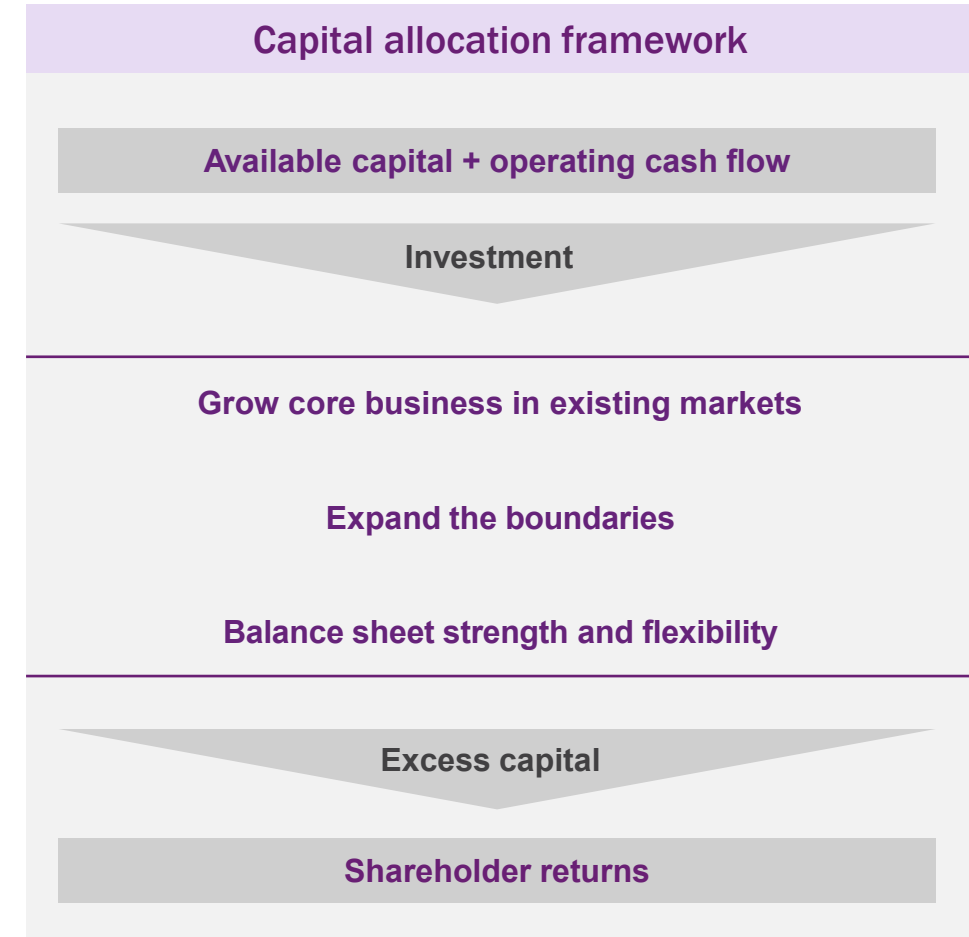 Capital allocation framework
Available capital + operating cash flow
Investment
Grow core business in existing markets
Expand the boundaries
Balance sheet strength and flexibility
Excess capital
Shareholder returns